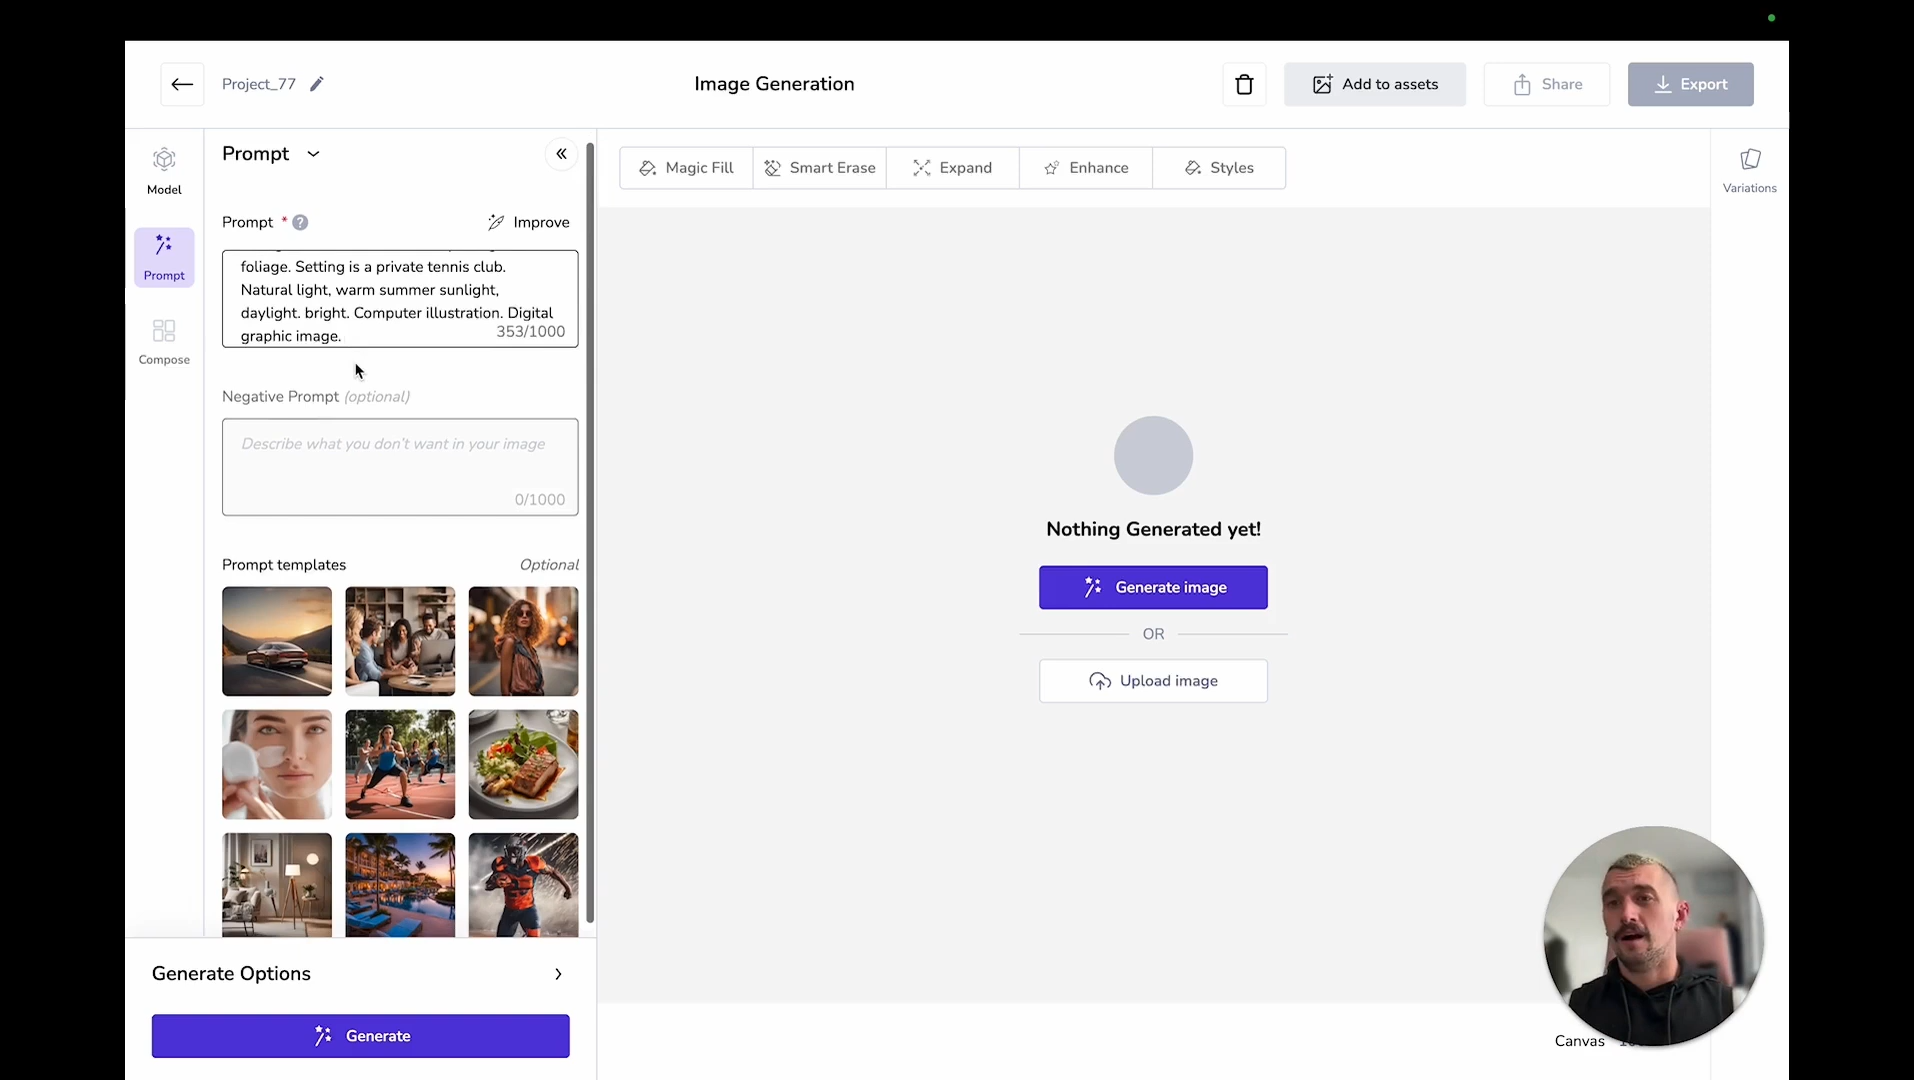 Project_77
Image Generation
Add to assets
Share
Export
Model
Prompt
Compose
Prompt
Prompt * ?
Improve
foliage. Setting is a private tennis club.
Natural light, warm summer sunlight,
daylight. bright. Computer illustration. Digital
graphic image.
353/1000
Negative Prompt (optional)
Describe what you don't want in your image
0/1000
Prompt templates
Optional
Generate Options
Generate
Magic Fill
Smart Erase
Expand
Enhance
Styles
Nothing Generated yet!
Generate image
OR
Upload image
Variations
Canvas